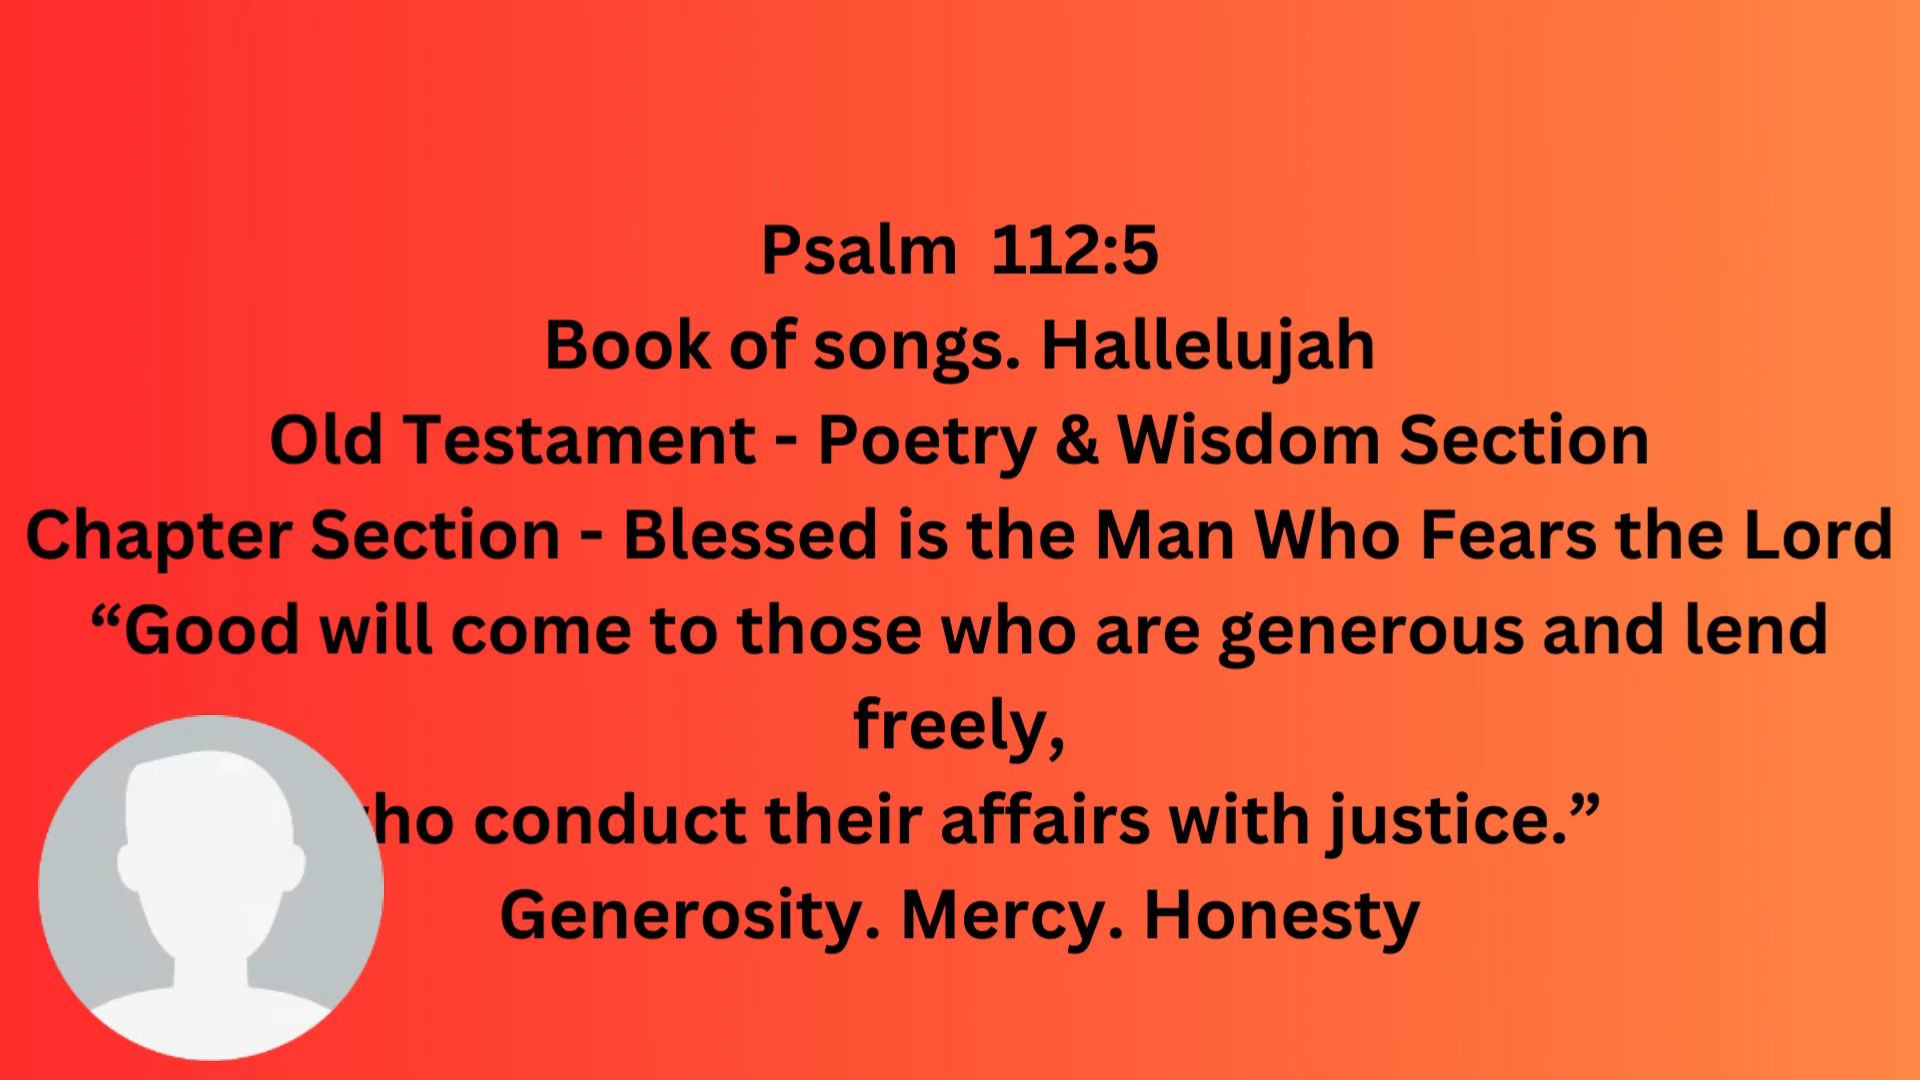 Psalm  112:5
Book of songs. Hallelujah
Old Testament - Poetry & Wisdom Section
Chapter Section - Blessed is the Man Who Fears the Lord
“Good will come to those who are generous and lend
freely,
conduct their affairs with justice.”
Generosity. Mercy. Honesty